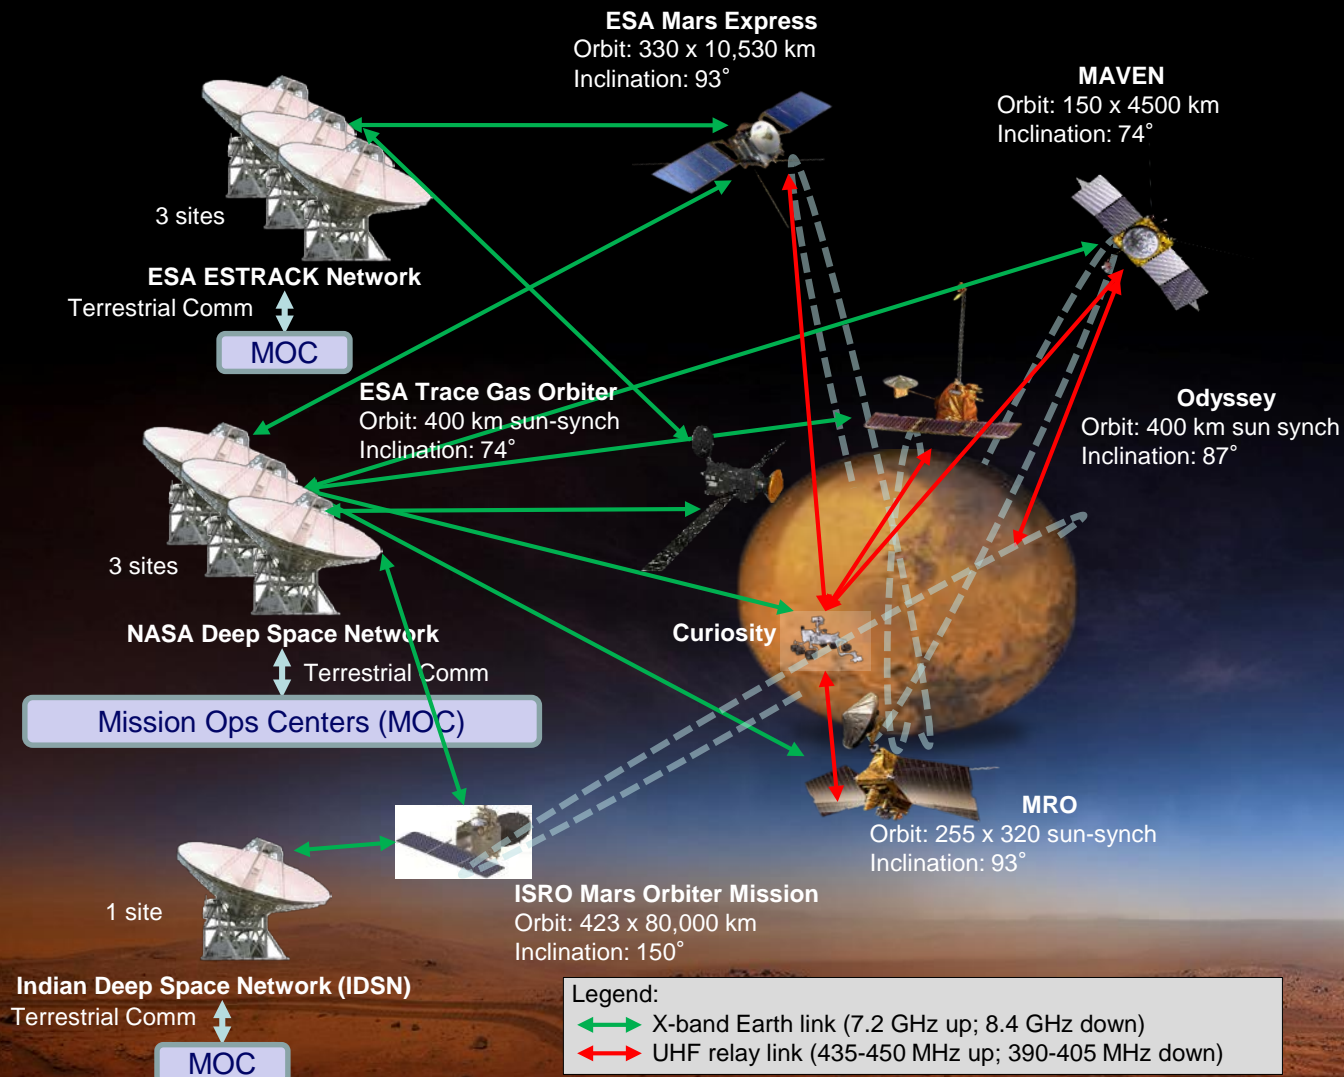 ESA Mars Express
Orbit: 330 x 10,530 km
Inclination: 93°
MAVEN
Orbit: 150 x 4500 km
Inclination: 74°
3 sites
ESA ESTRACK Network
Terrestrial Comm
MOC
ESA Trace Gas Orbiter
Orbit: 400 km sun-synch
Inclination: 74°
Odyssey
Orbit: 400 km sun synch
Inclination: 87°
3 sites
NASA Deep Space Network
Terrestrial Comm
Mission Ops Centers (MOC)
Curiosity
MRO
Orbit: 255 x 320 sun-synch
Inclination: 93°
ISRO Mars Orbiter Mission
Orbit: 423 x 80,000 km
Inclination: 150°
1 site
Indian Deep Space Network (IDSN)
Terrestrial Comm
MOC
Legend:
X-band Earth link (7.2 GHz up; 8.4 GHz down)
UHF relay link (435-450 MHz up; 390-405 MHz down)